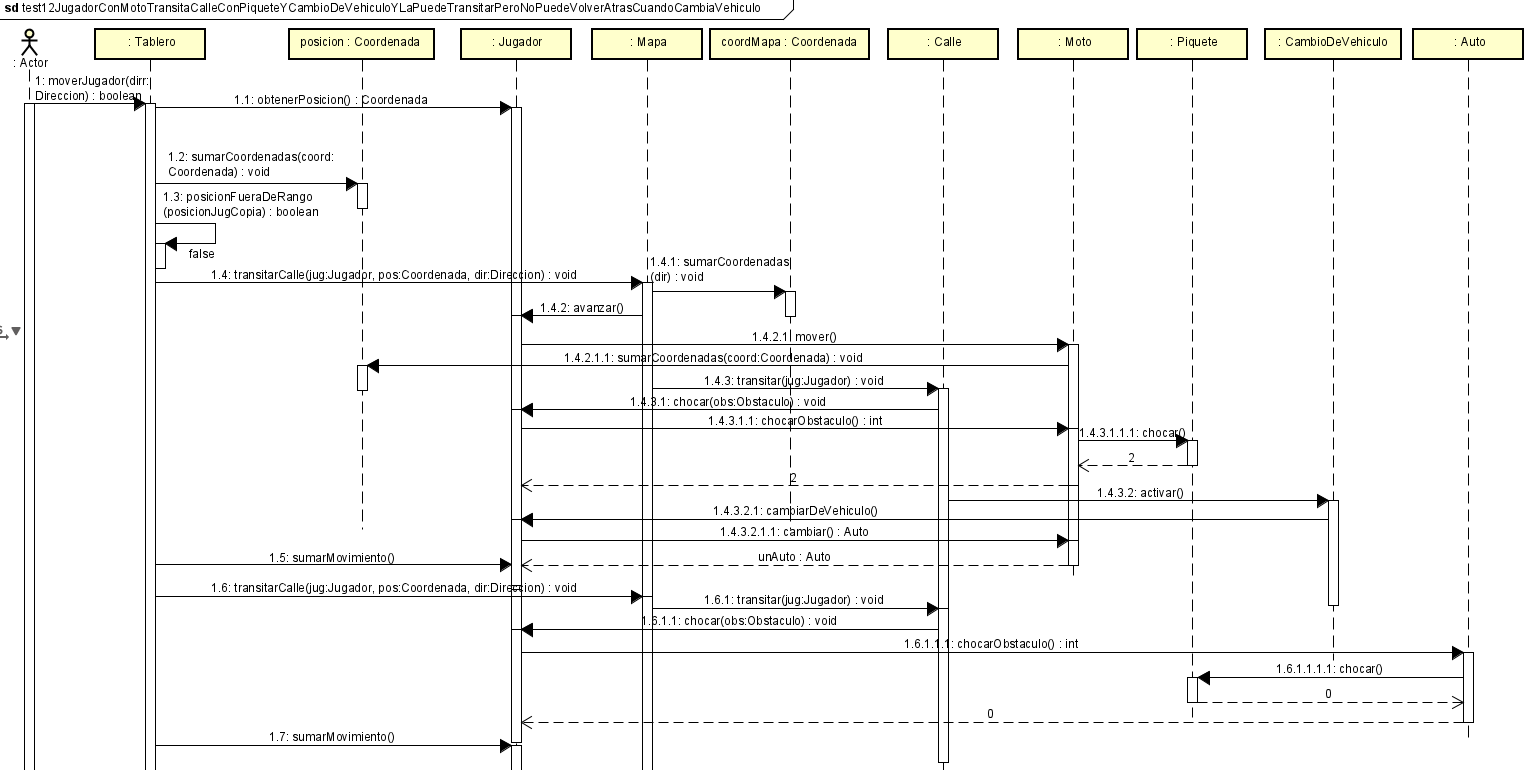 sd test12JugadorConMotoTransitaCalleConPiqueteYCambioDeVehiculoYLaPuedeTransitarPeroNoPuedeVolverAtrasCuandoCambiaVehiculo
: Actor
: Tablero
posicion : Coordenada
: Jugador
: Mapa
coordMapa : Coordenada
: Calle
: Moto
: Piquete
: CambioDeVehiculo
: Auto
1: moverJugador(dirr:
Direccion) : boolean
1.1: obtenerPosicion() : Coordenada
1.2: sumarCoordenadas(coord:
Coordenada) : void
1.3: posicionFueraDeRango
(posicionJugCopia) : boolean
false
1.4: transitarCalle(jug:Jugador, pos:Coordenada, dir:Direccion) : void
1.4.1: sumarCoordenadas
(dir) : void
1.4.2: avanzar()
1.4.2.1: mover()
1.4.2.1.1: sumarCoordenadas(coord:Coordenada) : void
1.4.3: transitar(jug:Jugador) : void
1.4.3.1: chocar(obs:Obstaculo) : void
1.4.3.1.1: chocarObstaculo() : int
1.4.3.1.1.1: chocar()
2
2
1.4.3.2: activar()
1.4.3.2.1: cambiarDeVehiculo()
1.4.3.2.1.1: cambiar() : Auto
unAuto : Auto
1.5: sumarMovimiento()
1.6: transitarCalle(jug:Jugador, pos:Coordenada, dir:Direccion) : void
1.6.1: transitar(jug:Jugador) : void
1.6.1.1: chocar(obs:Obstaculo) : void
1.6.1.1.1: chocarObstaculo() : int
1.6.1.1.1.1: chocar()
0
0
1.7: sumarMovimiento()